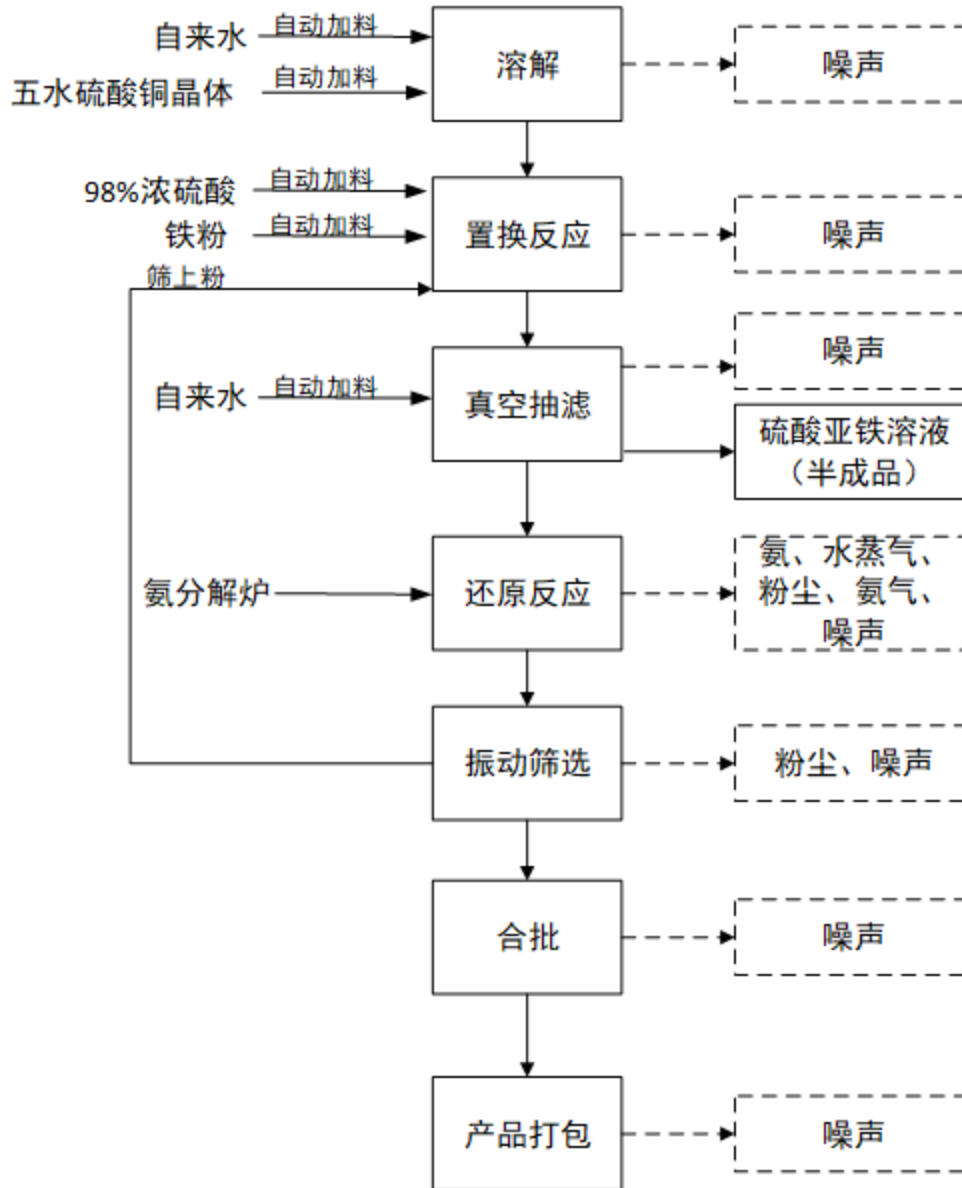 自来水 自动加料 溶解 噪声
五水硫酸铜晶体 自动加料
98%浓硫酸 自动加料
铁粉 自动加料 置换反应 噪声
筛上粉
噪声
自来水 自动加料 真空抽滤
硫酸亚铁溶液
（半成品）
氨、水蒸气、
氨分解炉 还原反应 粉尘、氨气、
噪声
振动筛选 粉尘、噪声
合批 噪声
产品打包 噪声